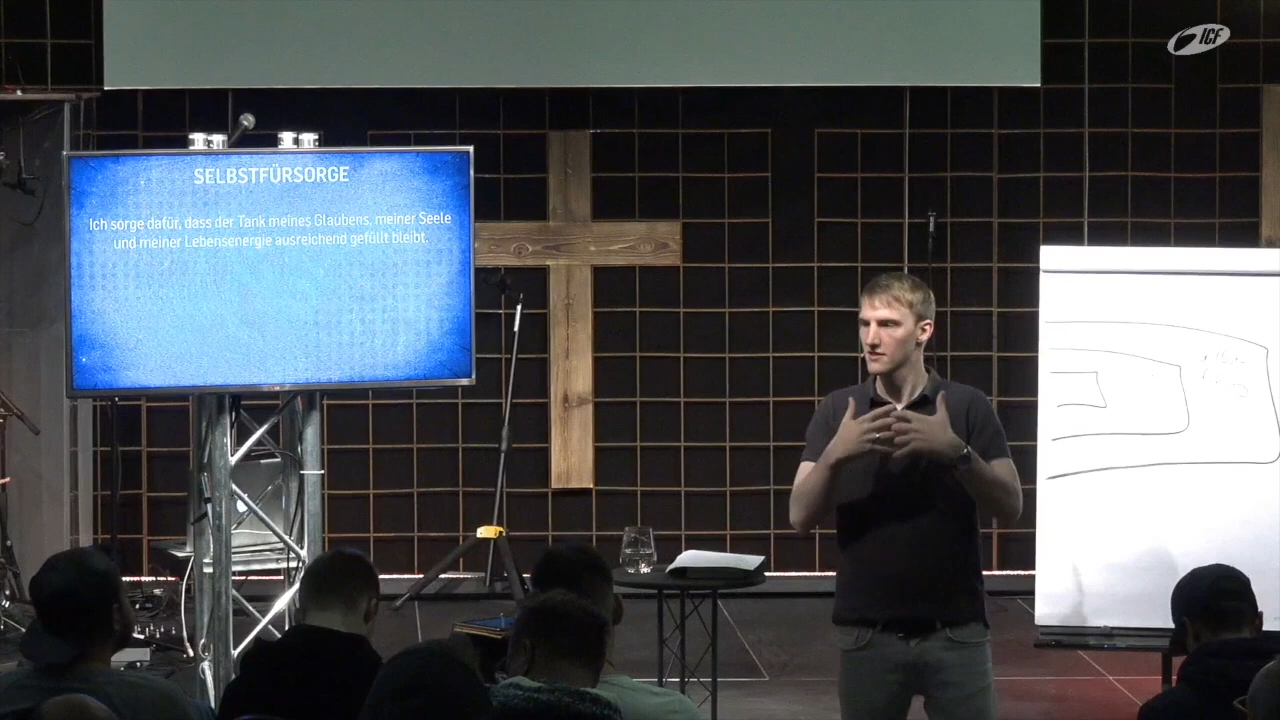 ICF
SELBSTFÜRSORGE
Ich sorge dafür, dass der Tank meines Glaubens, meiner Seele
und meiner Lebensenergie ausreichend gefüllt bleibt.